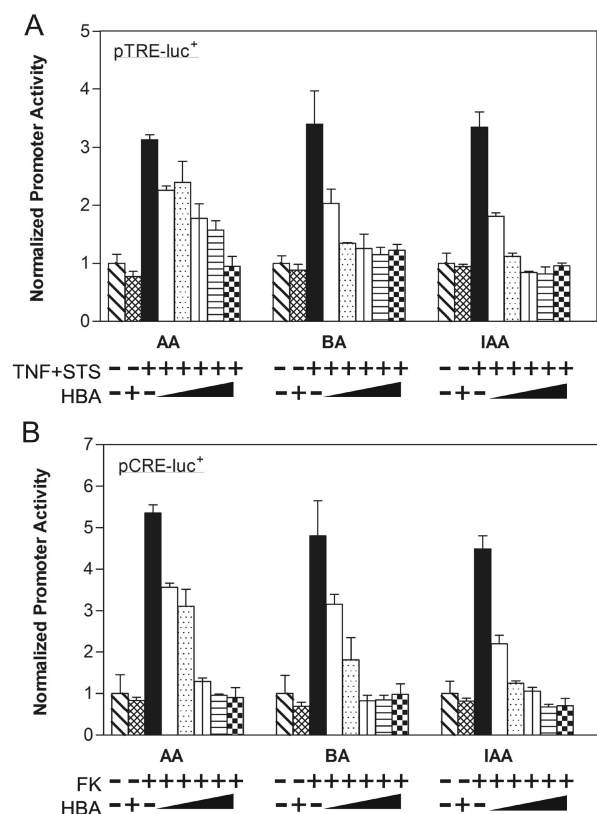 A
pTRE-luc+
Normalized Promoter Activity
5
4
3
2
1
0
AA BA IAA
TNF+STS − − + + + + + + − − + + + + + + − − + + + + + +
HBA − + − − + − − + −
B
pCRE-luc+
Normalized Promoter Activity
7
6
5
4
3
2
1
0
AA BA IAA
FK − − + + + + + + − − + + + + + + − − + + + + + +
HBA − + − − + − − + −